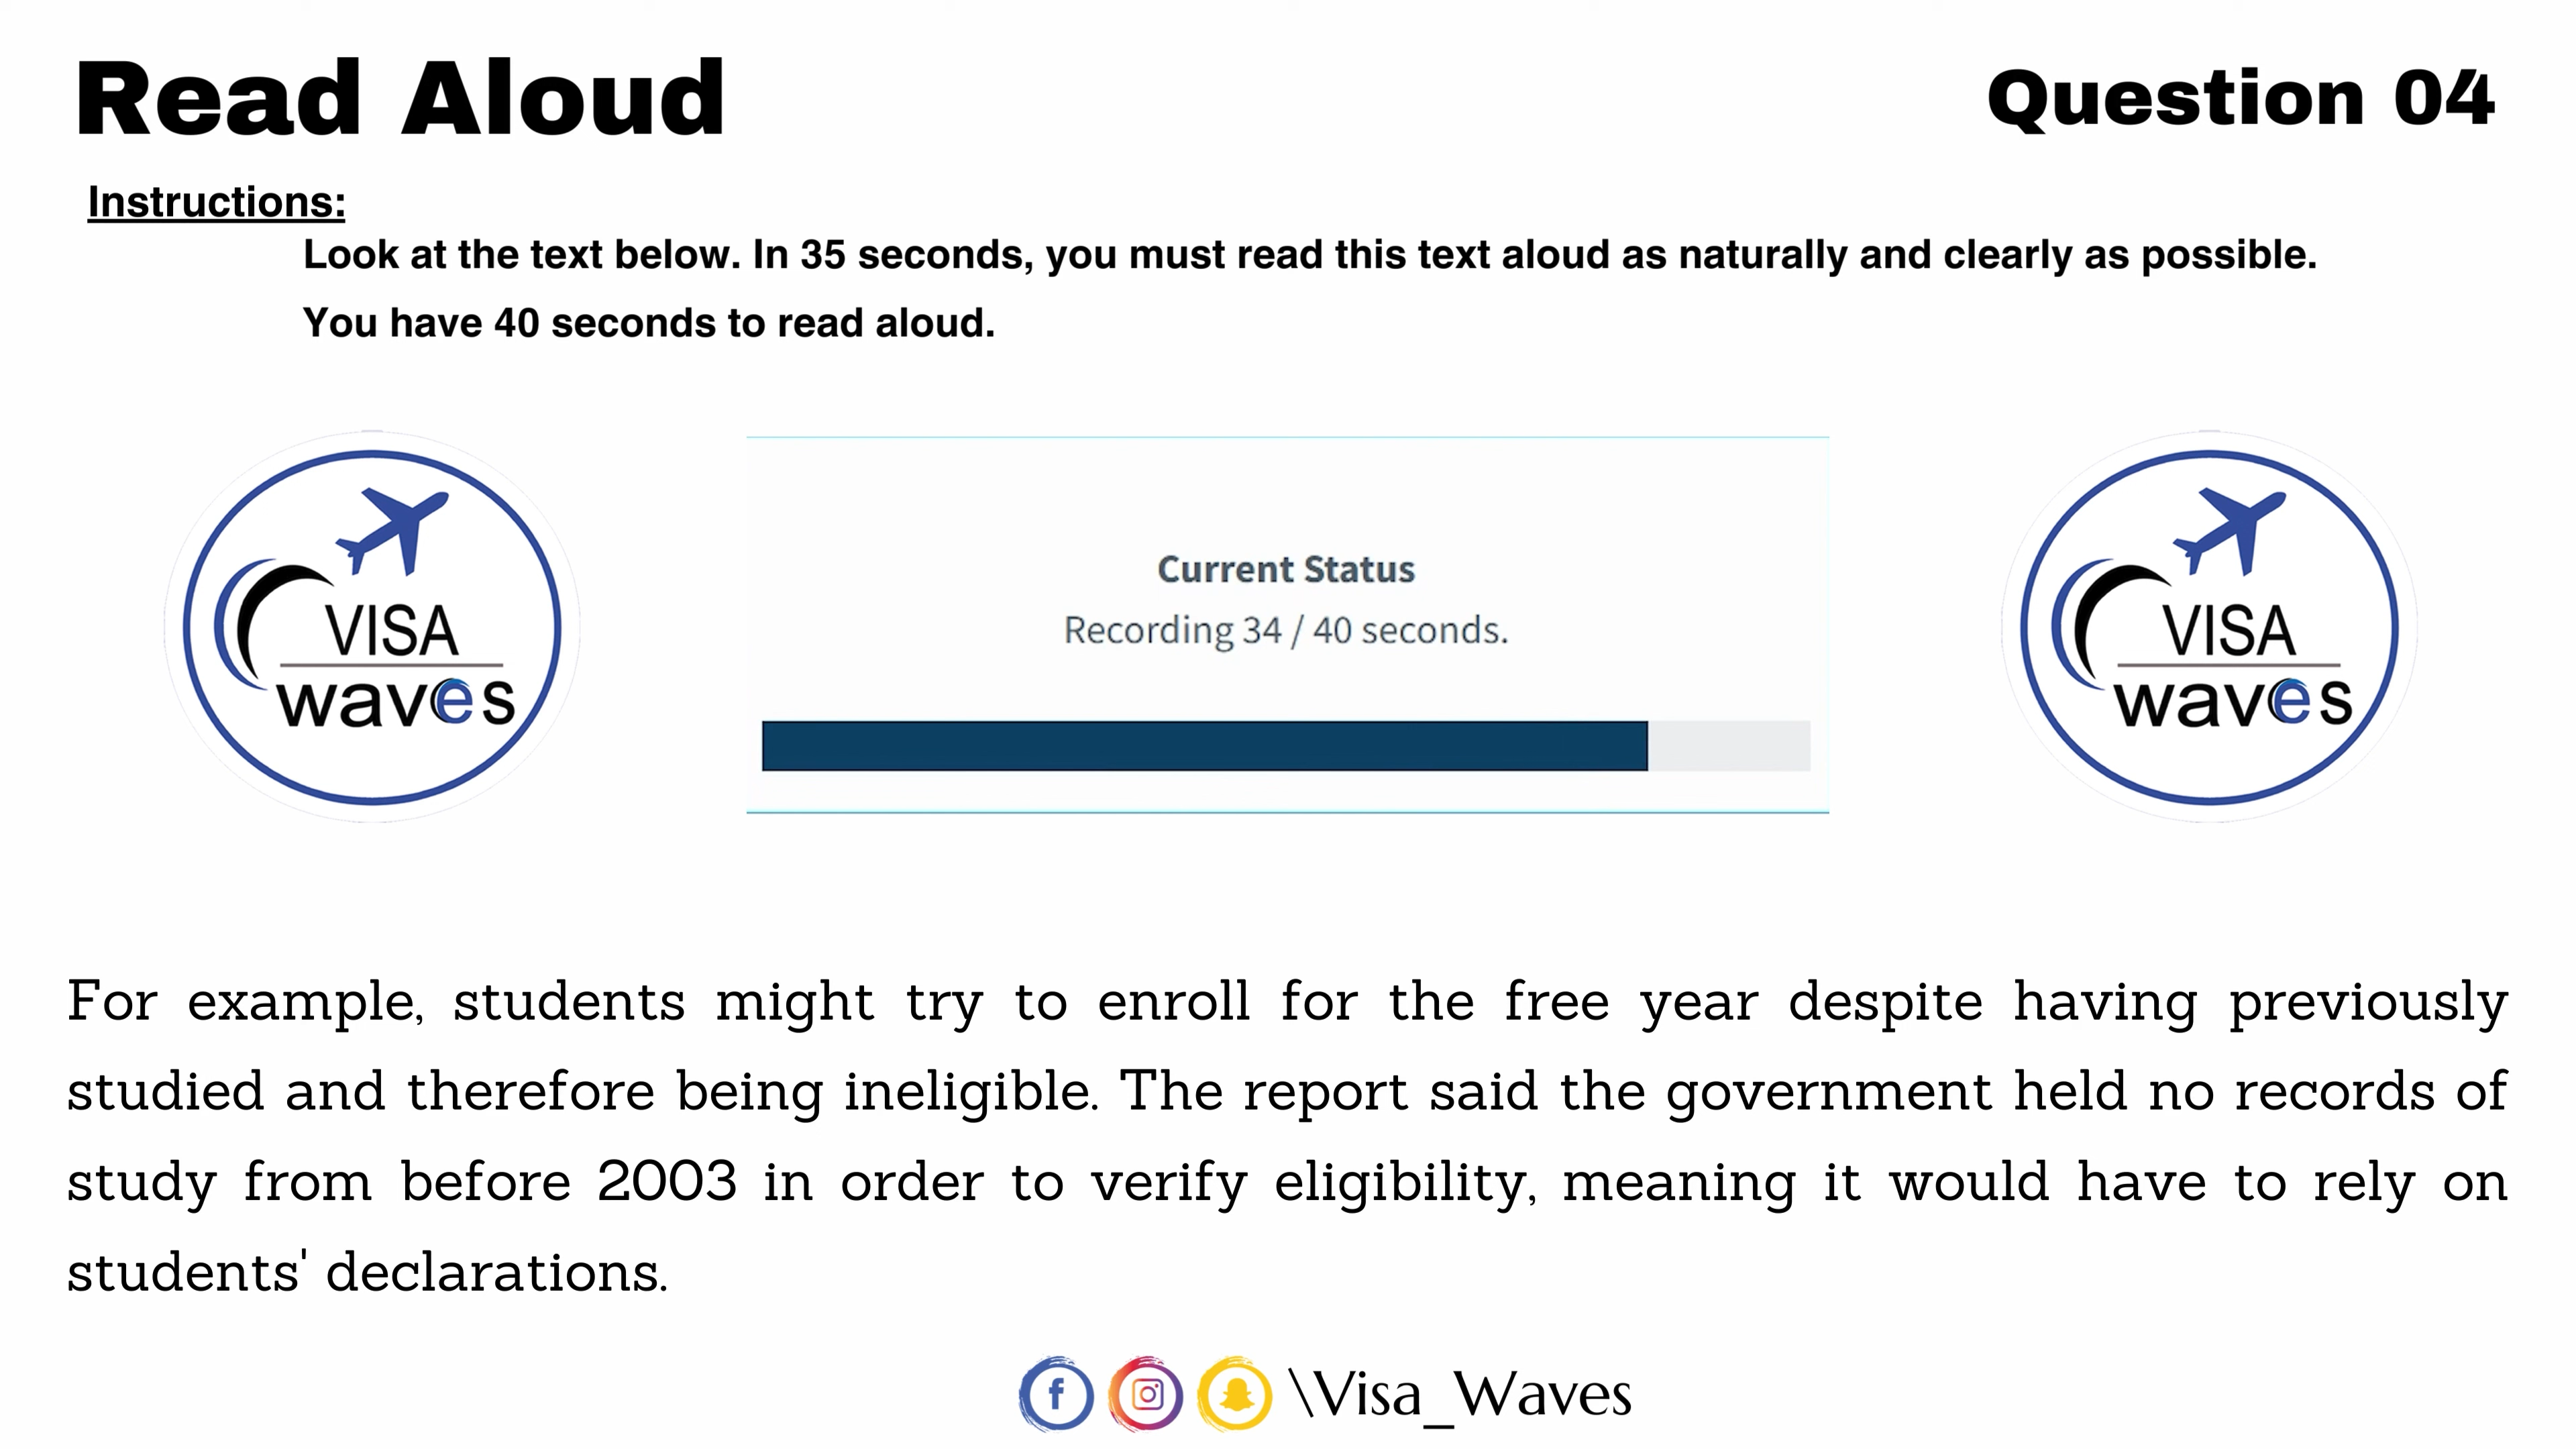 Read Aloud
Question 04
Instructions:
Look at the text below. In 35 seconds, you must read this text aloud as naturally and clearly as possible.
You have 40 seconds to read aloud.
VISA
waves
Current Status
Recording 34 / 40 seconds.
VISA
waves
For example, students might try to enroll for the free year despite having previously
studied and therefore being ineligible. The report said the government held no records of
study from before 2003 in order to verify eligibility, meaning it would have to rely on
students' declarations.
\Visa_Waves